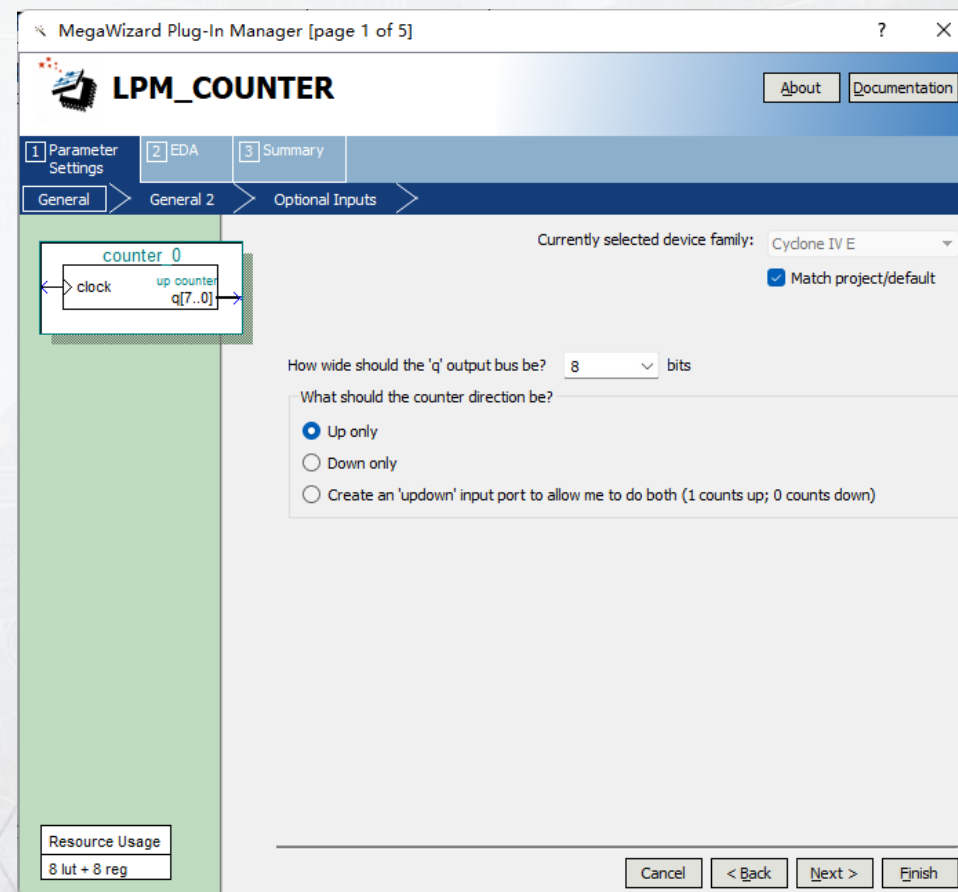 MegaWizard Plug-In Manager [page 1 of 5]
?
LPM_COUNTER
About
Documentation
1 Parameter Settings
2 EDA
3 Summary
General
General 2
Optional Inputs
counter_0
clock
up counter
q[7..0]
Currently selected device family:
Cyclone IV E
Match project/default
How wide should the 'q' output bus be?
8
bits
What should the counter direction be?
Up only
Down only
Create an 'updown' input port to allow me to do both (1 counts up; 0 counts down)
Resource Usage
8 lut + 8 reg
Cancel
< Back
Next >
Finish